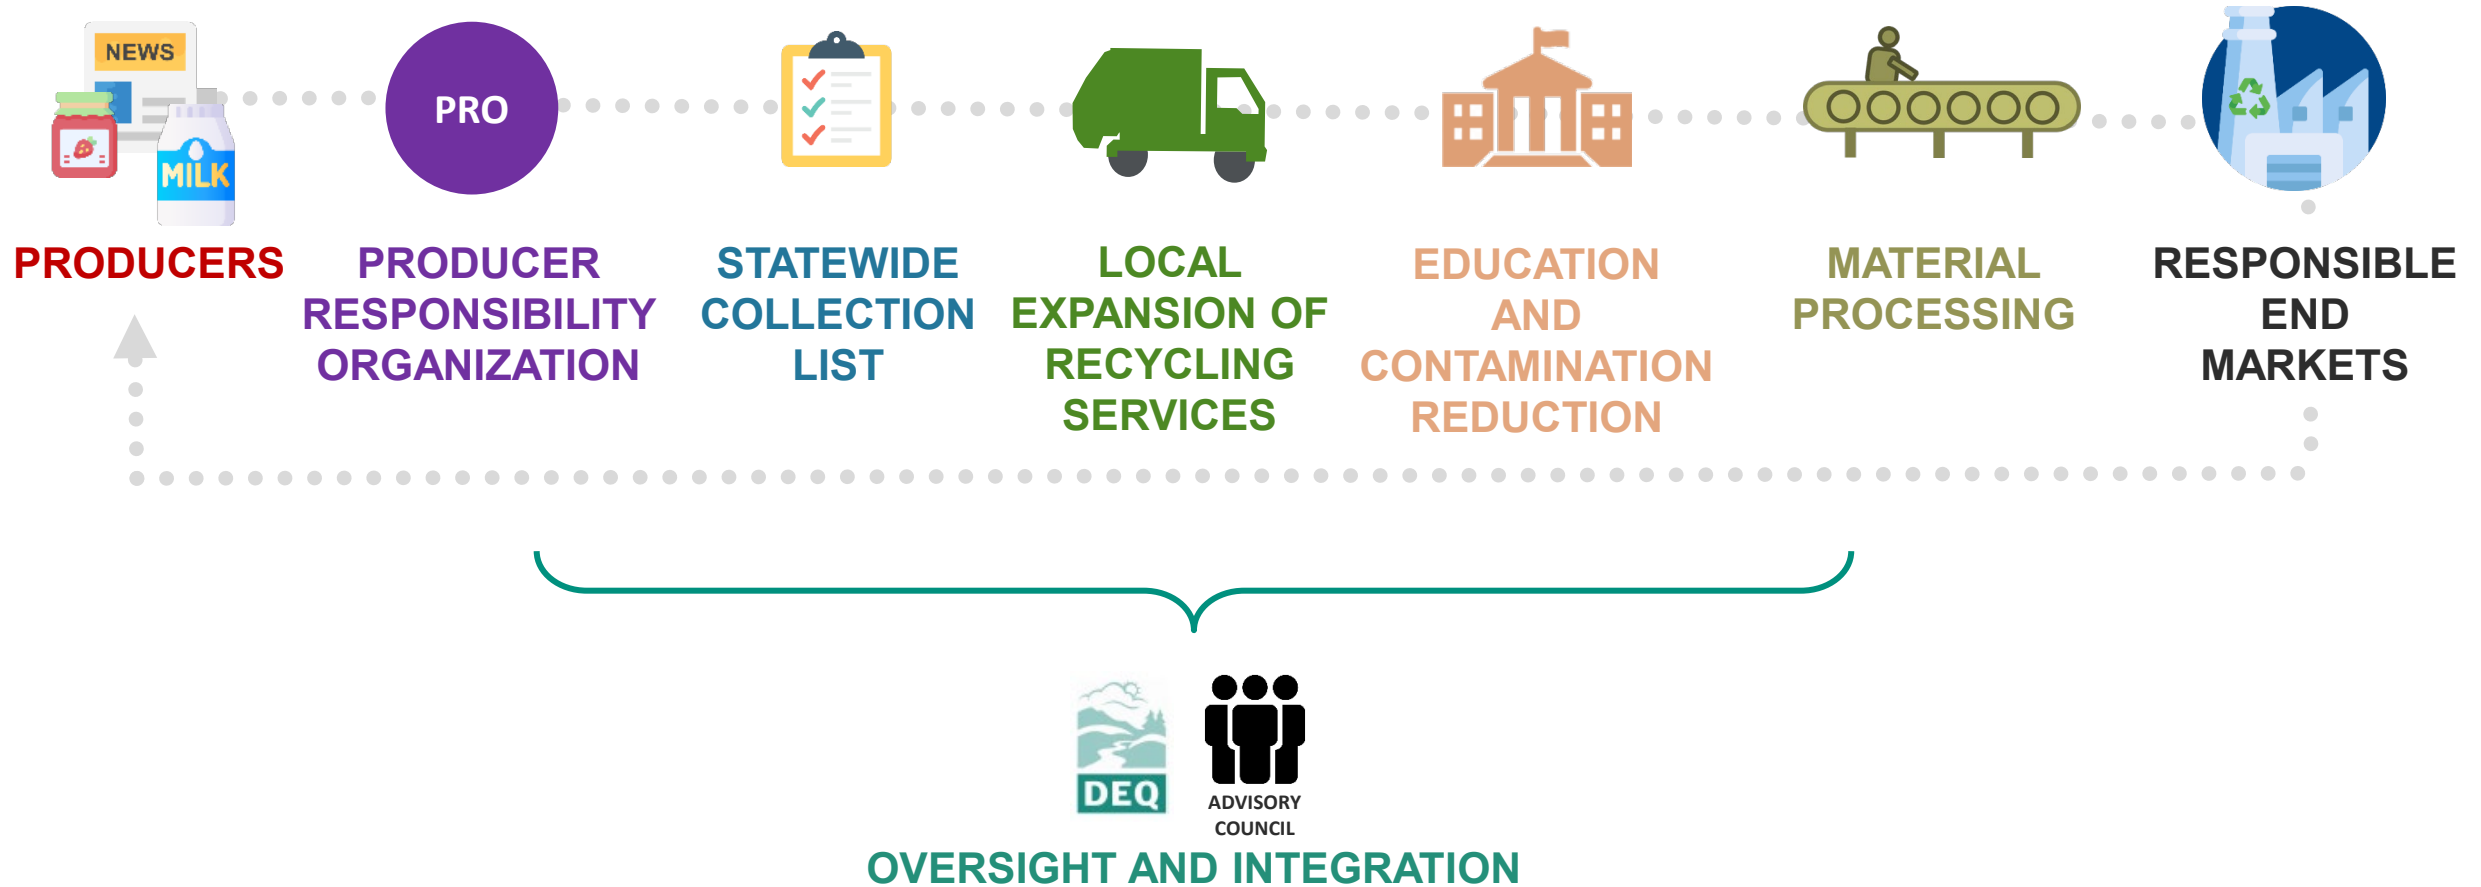 NEWS
MILK
PRO
PRODUCERS
PRODUCER
RESPONSIBILITY
ORGANIZATION
STATEWIDE
COLLECTION
LIST
LOCAL
EXPANSION OF
RECYCLING
SERVICES
EDUCATION
AND
CONTAMINATION
REDUCTION
MATERIAL
PROCESSING
RESPONSIBLE
END
MARKETS
DEQ
ADVISORY
COUNCIL
OVERSIGHT AND INTEGRATION